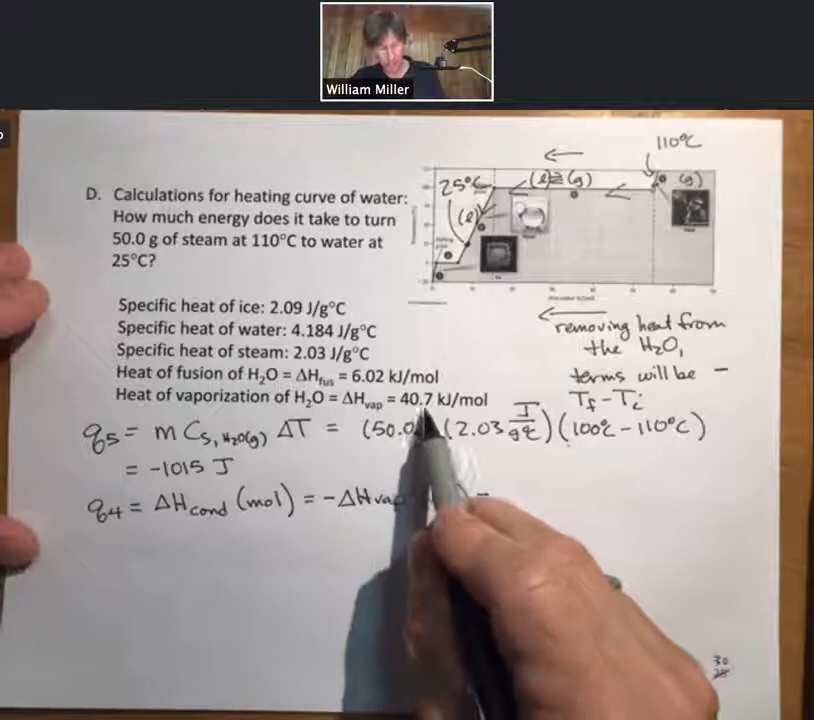 William Miller
110°C
D. Calculations for heating curve of water:
How much energy does it take to turn
50.0 g of steam at 110°C to water at
25°C?
25°C
(l)⇌(g)
(g)
(l)
Specific heat of ice: 2.09 J/g°C
Specific heat of water: 4.184 J/g°C
Specific heat of steam: 2.03 J/g°C
Heat of fusion of H₂O = ΔHfus = 6.02 kJ/mol
Heat of vaporization of H₂O = ΔHvap = 40.7 kJ/mol
removing heat from
the H₂O,
terms will be −
Tf − Ti
q5 = m Cs, H₂O(g) ΔT = (50.0 (2.03 J/g°C) (100°C − 110°C)
= −1015 J
q4 = ΔHcond (mol) = −ΔHvap
30
28